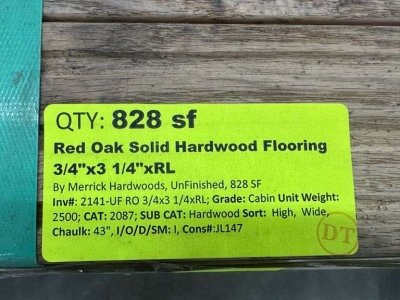 QTY: 828 sf
Red Oak Solid Hardwood Flooring
3/4"x3 1/4"xRL
By Merrick Hardwoods, UnFinished, 828 SF
Inv#: 2141-UF RO 3/4x3 1/4xRL; Grade: Cabin Unit Weight:
2500; CAT: 2087; SUB CAT: Hardwood Sort: High, Wide,
Chaulk: 43", I/O/D/SM: I, Cons#:JL147
DT